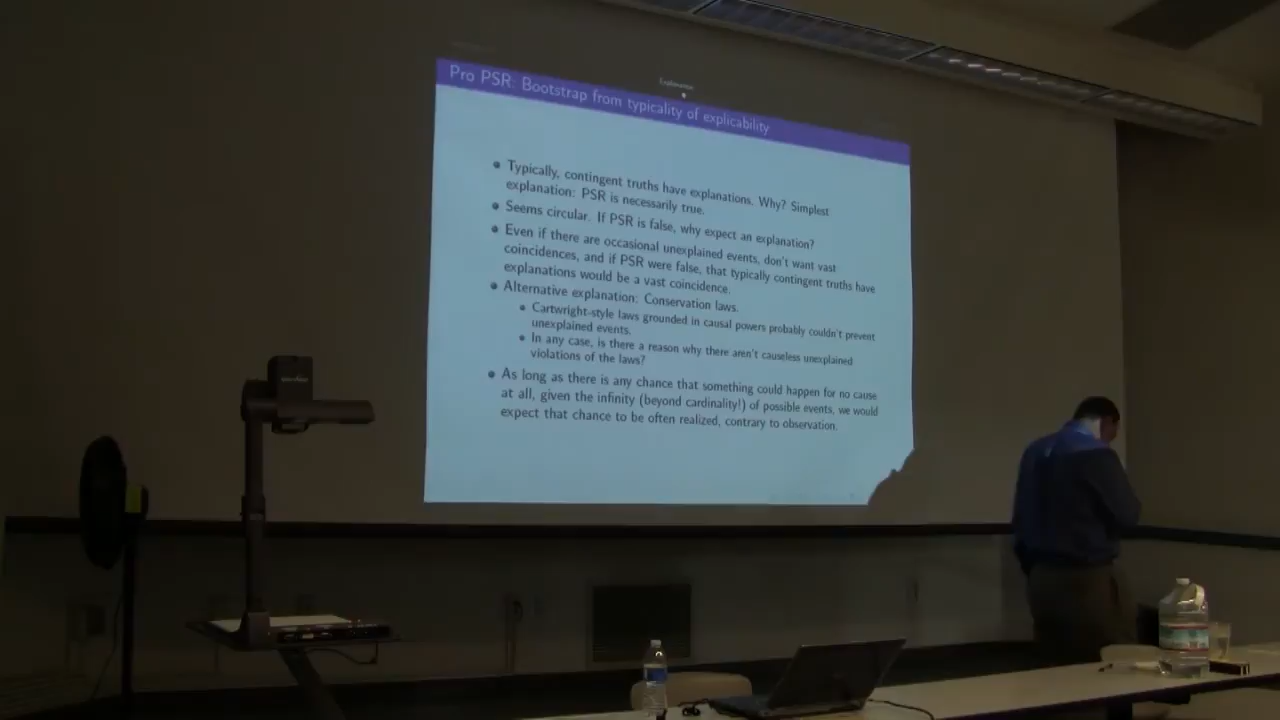 Explanation
Pro PSR: Bootstrap from typicality of explicability
Typically, contingent truths have explanations. Why? Simplest
explanation: PSR is necessarily true.
Seems circular. If PSR is false, why expect an explanation?
Even if there are occasional unexplained events, don't want vast
coincidences, and if PSR were false, that typically contingent truths have
explanations would be a vast coincidence.
Alternative explanation: Conservation laws.
Cartwright-style laws grounded in causal powers probably couldn't prevent
unexplained events.
In any case, is there a reason why there aren't causeless unexplained
violations of the laws?
As long as there is any chance that something could happen for no cause
at all, given the infinity (beyond cardinality!) of possible events, we would
expect that chance to be often realized, contrary to observation.